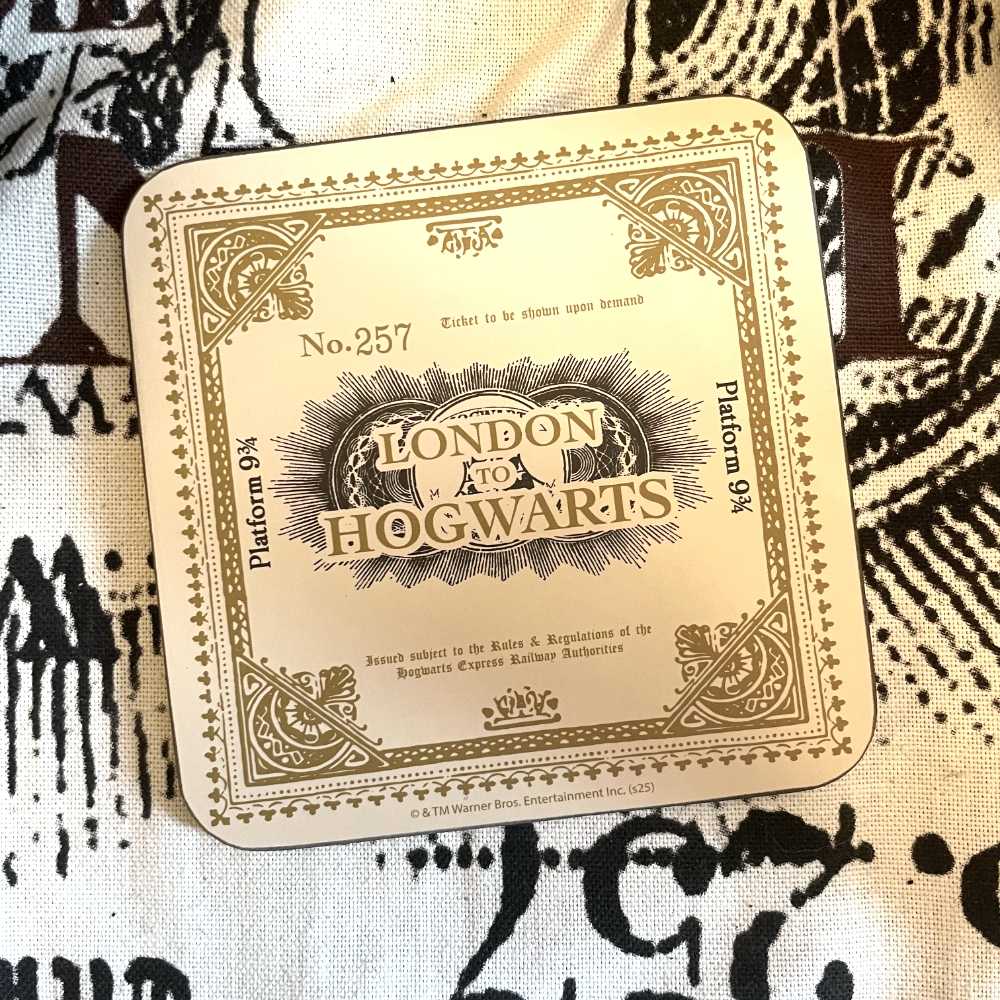 Ticket to be shown upon demand
No.257
LONDON
TO
HOGWARTS
Platform 9¾
Platform 9¾
Issued subject to the Rules & Regulations of the
Hogwarts Express Railway Authorities
© & TM Warner Bros. Entertainment Inc. (s25)